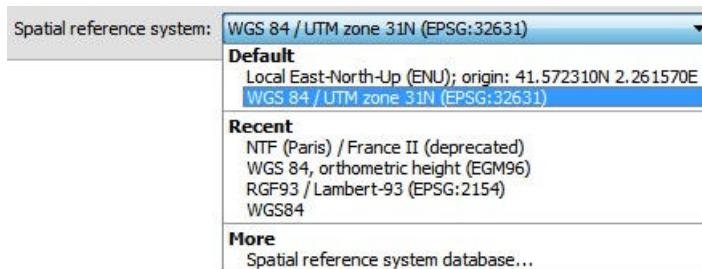 Spatial reference system: WGS 84 / UTM zone 31N (EPSG:32631)
Default
Local East-North-Up (ENU); origin: 41.572310N 2.261570E
WGS 84 / UTM zone 31N (EPSG:32631)
Recent
NTF (Paris) / France II (deprecated)
WGS 84, orthometric height (EGM96)
RGF93 / Lambert-93 (EPSG:2154)
WGS84
More
Spatial reference system database...